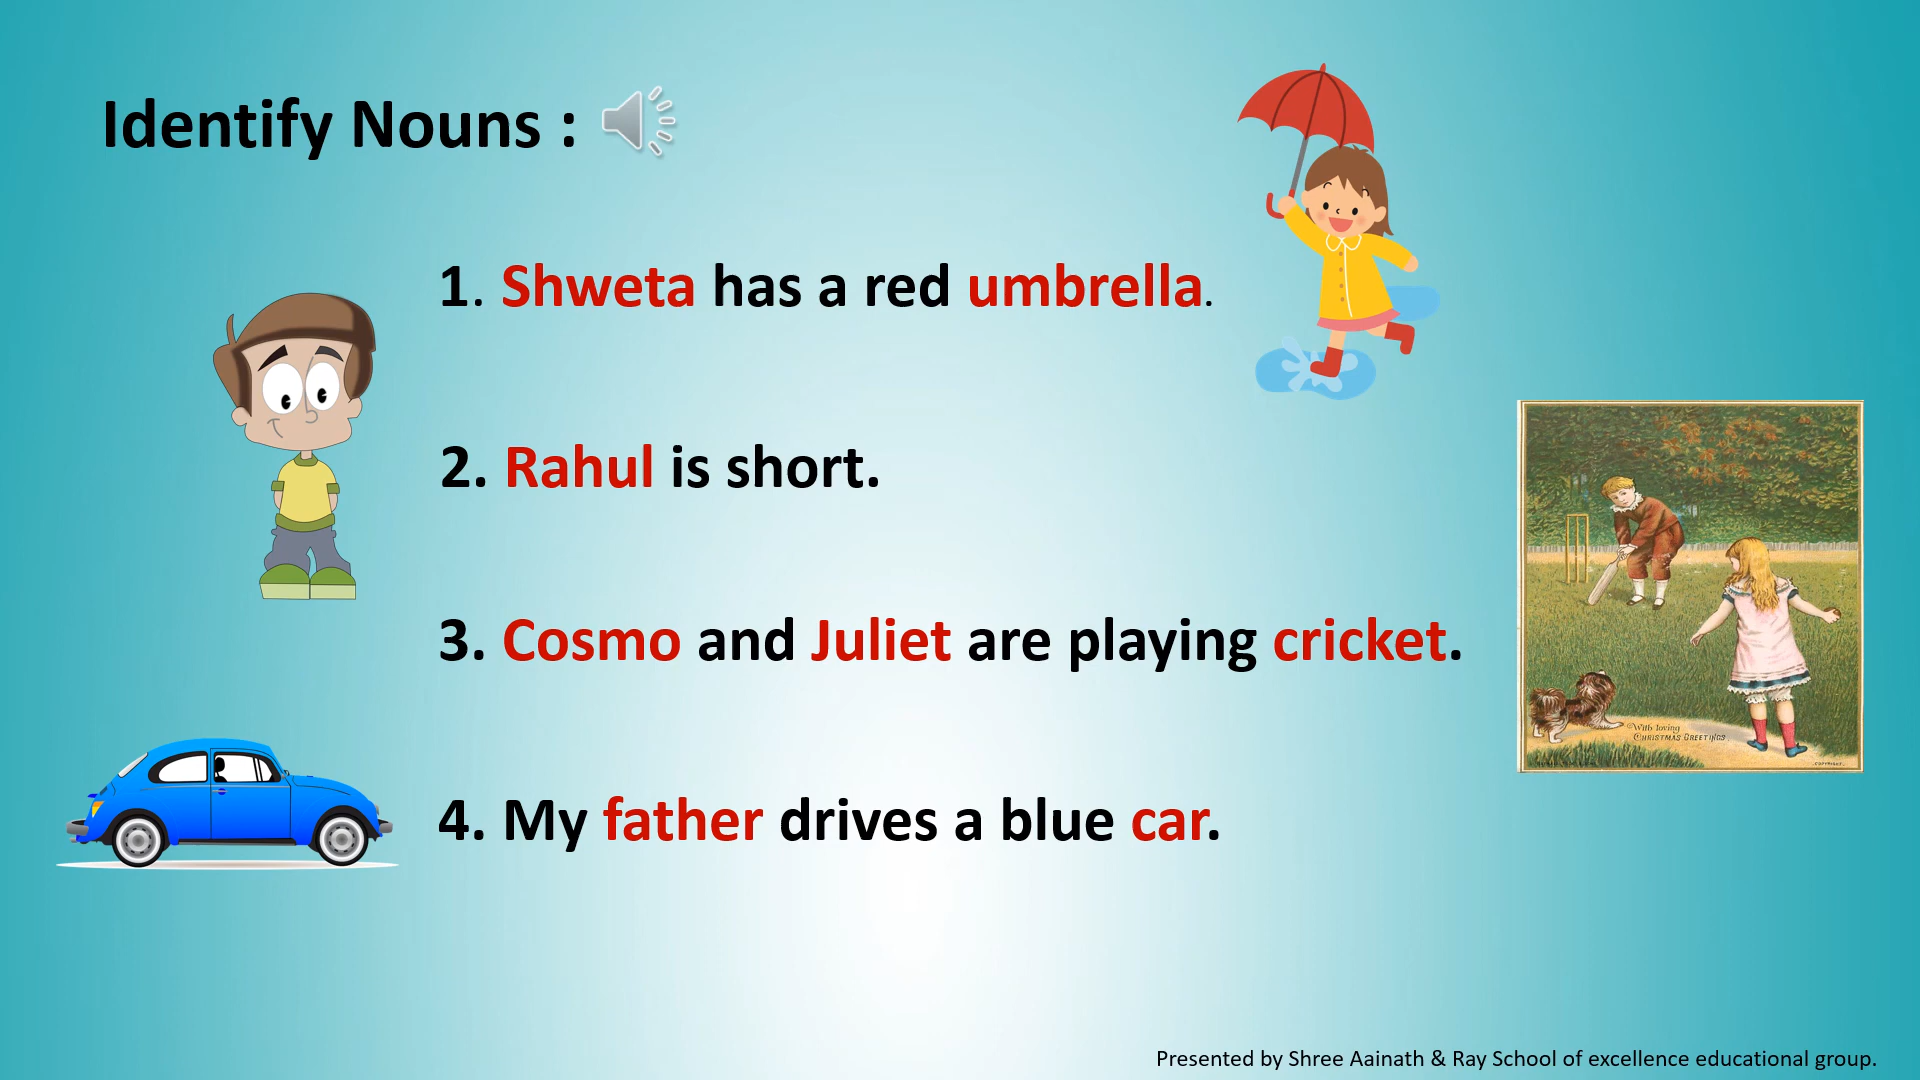 Identify Nouns :
1. Shweta has a red umbrella.
2. Rahul is short.
3. Cosmo and Juliet are playing cricket.
With loving
CHRISTMAS GREETINGS
COPYRIGHT.
4. My father drives a blue car.
Presented by Shree Aainath & Ray School of excellence educational group.